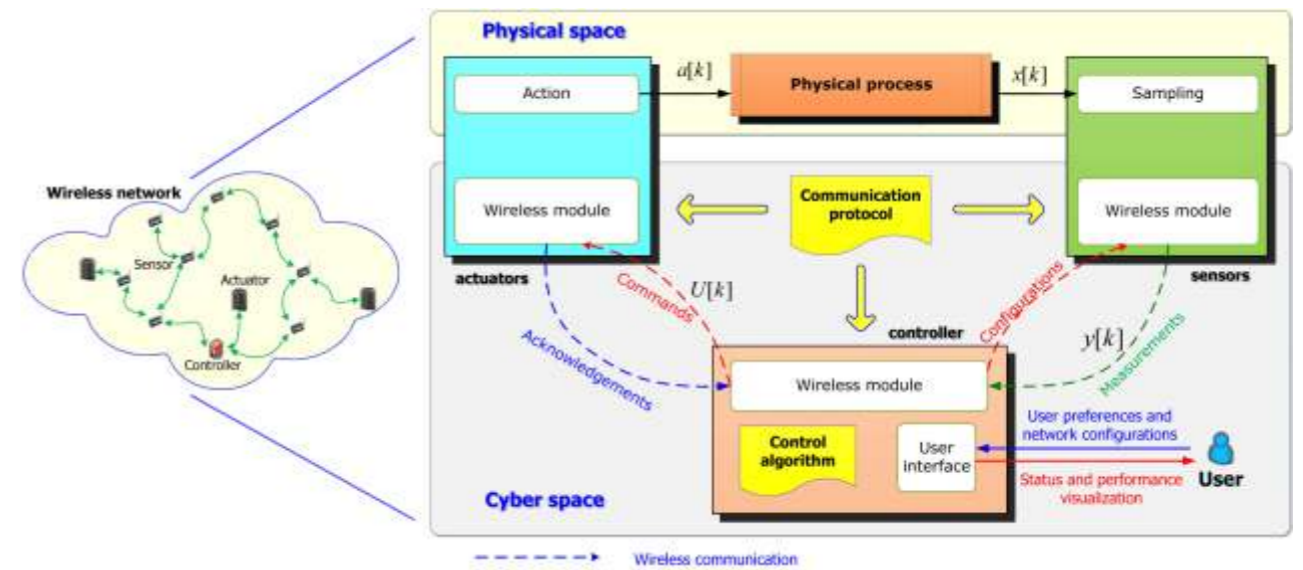 Physical space
Action
a[k]
Physical process
x[k]
Sampling
Wireless network
Sensor
Actuator
Controller
Wireless module
Communication
protocol
Wireless module
actuators
sensors
Commands
U[k]
Configurations
controller
y[k]
Acknowledgements
Measurements
Wireless module
User preferences and
network configurations
Control
algorithm
User
interface
User
Status and performance
visualization
Cyber space
Wireless communication